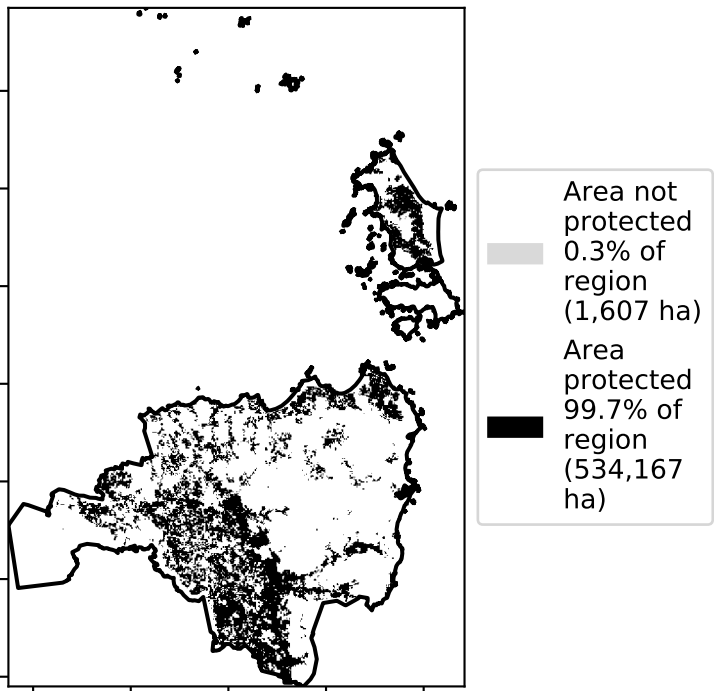 Area not
protected
0.3% of
region
(1,607 ha)
Area
protected
99.7% of
region
(534,167
ha)